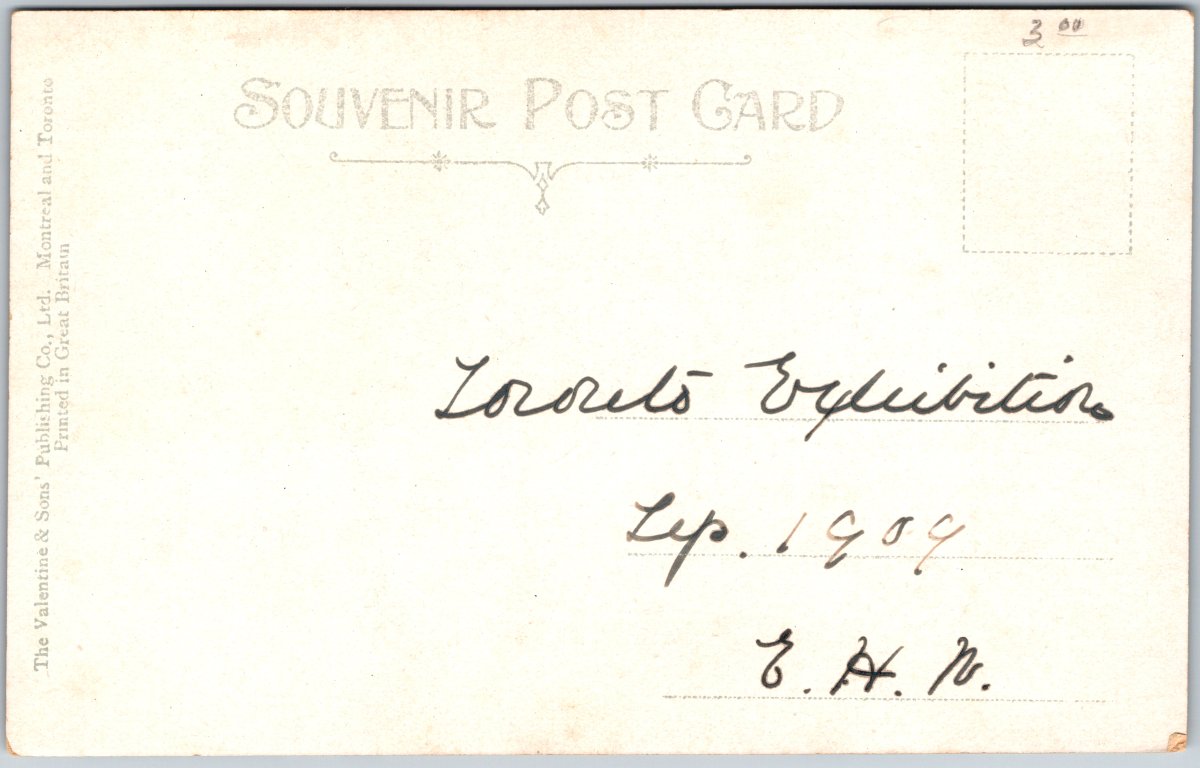 3 00
SOUVENIR POST CARD
The Valentine & Sons' Publishing Co., Ltd. Montreal and Toronto
Printed in Great Britain
Toronto Exhibition
Sep. 1909
E. H. W.